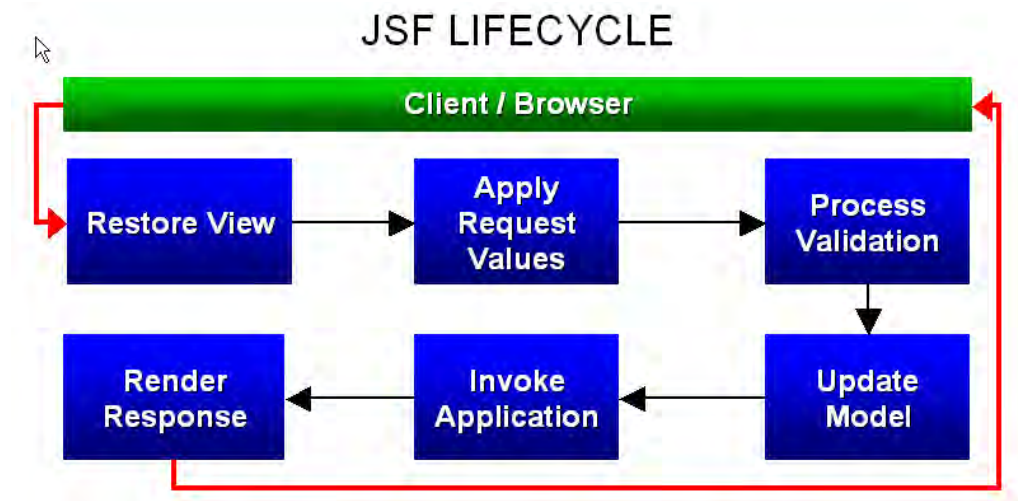 JSF LIFECYCLE
Client / Browser
Restore View
Apply
Request
Values
Process
Validation
Render
Response
Invoke
Application
Update
Model